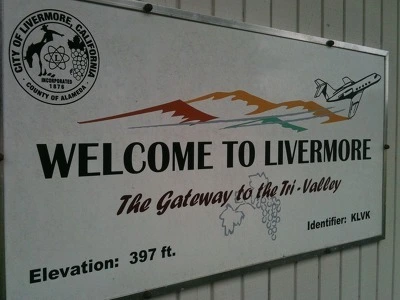 CITY OF LIVERMORE, CALIFORNIA
L
INCORPORATED
1876
COUNTY OF ALAMEDA
WELCOME TO LIVERMORE
The Gateway to the Tri-Valley
Identifier: KLVK
Elevation: 397 ft.